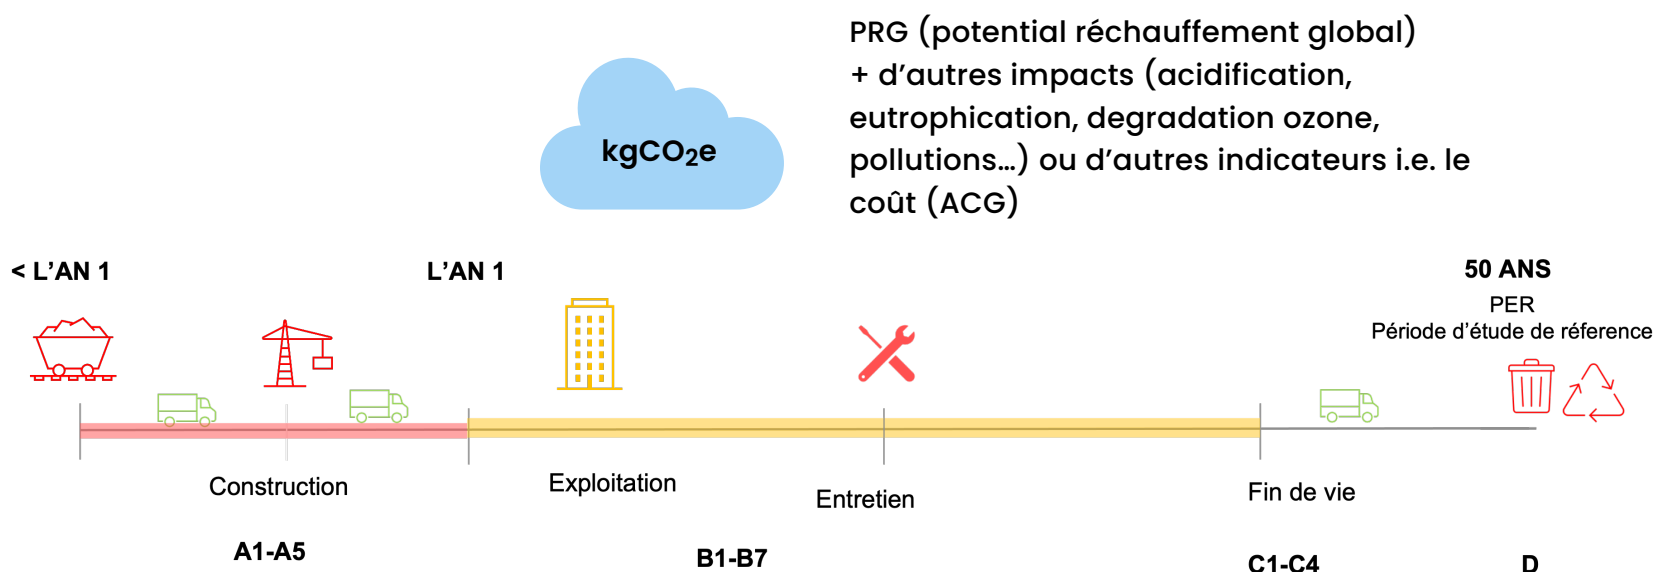 PRG (potential réchauffement global)
+ d'autres impacts (acidification,
eutrophication, degradation ozone,
pollutions...) ou d'autres indicateurs i.e. le
coût (ACG)
kgCO₂e
< L'AN 1
L'AN 1
50 ANS
PER
Période d'étude de réference
Construction
Exploitation
Entretien
Fin de vie
A1-A5
B1-B7
C1-C4
D